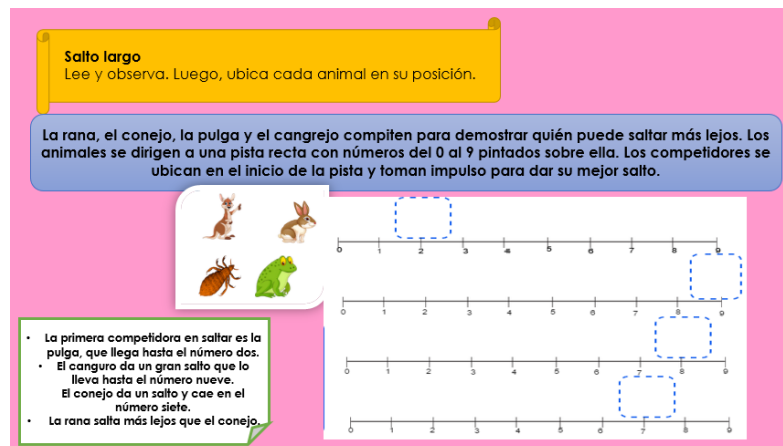 Salto largo
Lee y observa. Luego, ubica cada animal en su posición.
La rana, el conejo, la pulga y el cangrejo compiten para demostrar quién puede saltar más lejos. Los
animales se dirigen a una pista recta con números del 0 al 9 pintados sobre ella. Los competidores se
ubican en el inicio de la pista y toman impulso para dar su mejor salto.
0 1 2 3 4 5 6 7 8 9
0 1 2 3 4 5 6 7 8 9
0 1 2 3 4 5 6 7 8 9
0 1 2 3 4 5 6 7 8 9
• La primera competidora en saltar es la
pulga, que llega hasta el número dos.
• El canguro da un gran salto que lo
lleva hasta el número nueve.
El conejo da un salto y cae en el
número siete.
• La rana salta más lejos que el conejo.